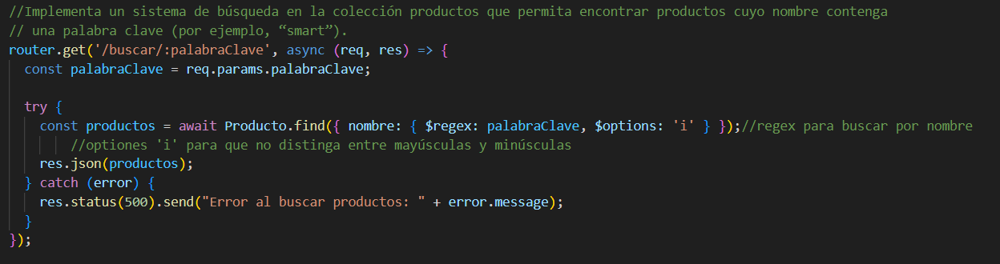 //Implementa un sistema de búsqueda en la colección productos que permita encontrar productos cuyo nombre contenga
// una palabra clave (por ejemplo, “smart”).
router.get('/buscar/:palabraClave', async (req, res) => {
  const palabraClave = req.params.palabraClave;

  try {
    const productos = await Producto.find({ nombre: { $regex: palabraClave, $options: 'i' } });//regex para buscar por nombre
        //optiones 'i' para que no distinga entre mayúsculas y minúsculas
    res.json(productos);
  } catch (error) {
    res.status(500).send("Error al buscar productos: " + error.message);
  }
});